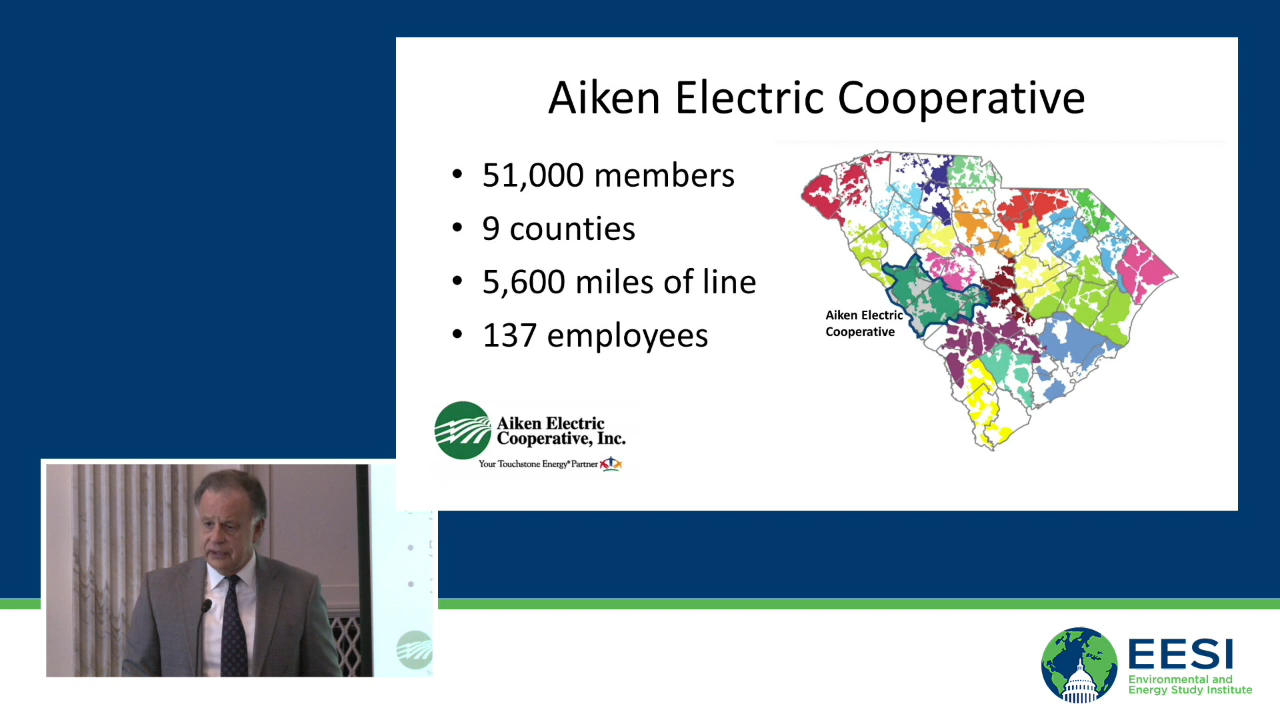 Aiken Electric Cooperative
• 51,000 members
• 9 counties
• 5,600 miles of line
• 137 employees
Aiken Electric
Cooperative
Aiken Electric
Cooperative, Inc.
Your Touchstone Energy® Partner
EESI
Environmental and
Energy Study Institute